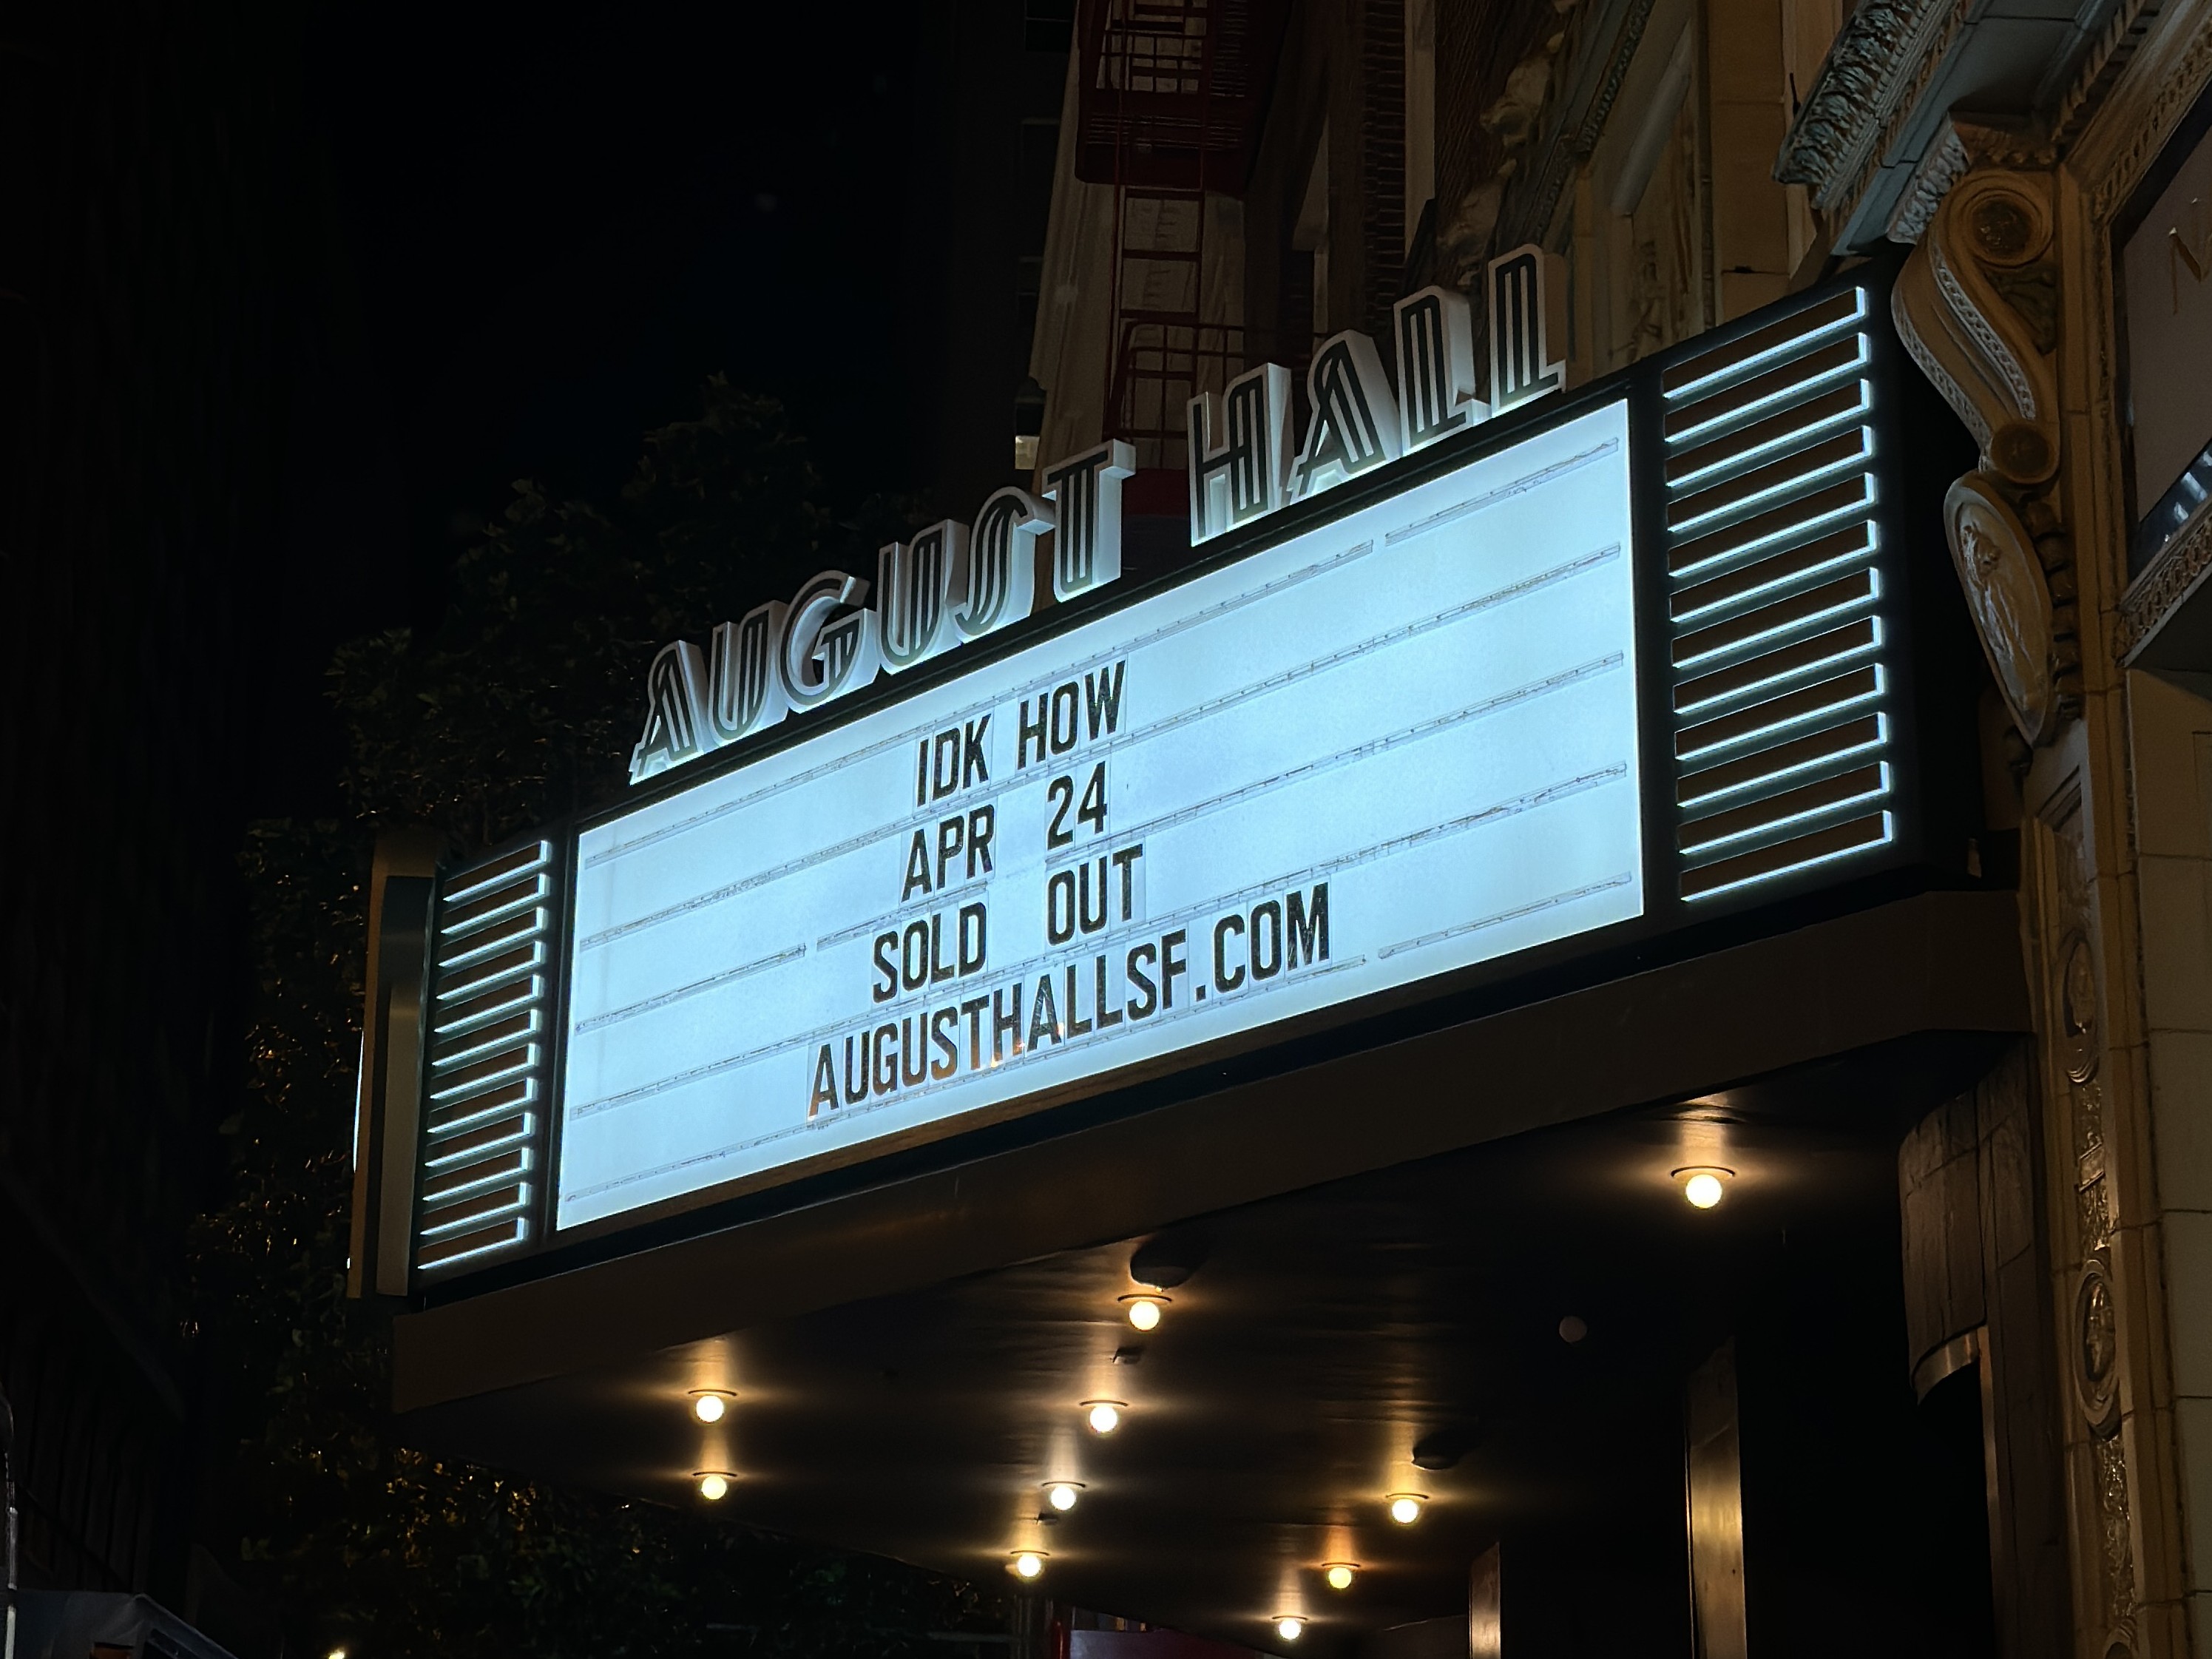 AUGUST HALL
IDK HOW
APR 24
SOLD OUT
AUGUSTHALLSF.COM